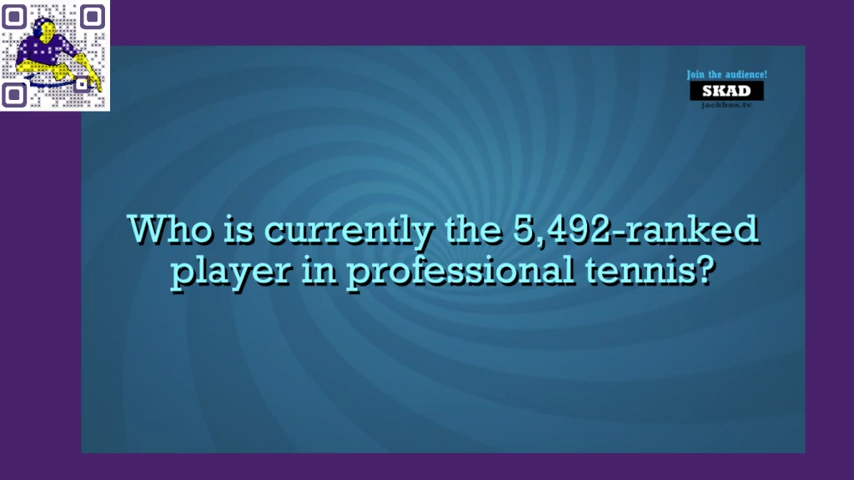 Join the audience!
SKAD
jackbox.tv
Who is currently the 5,492-ranked
player in professional tennis?